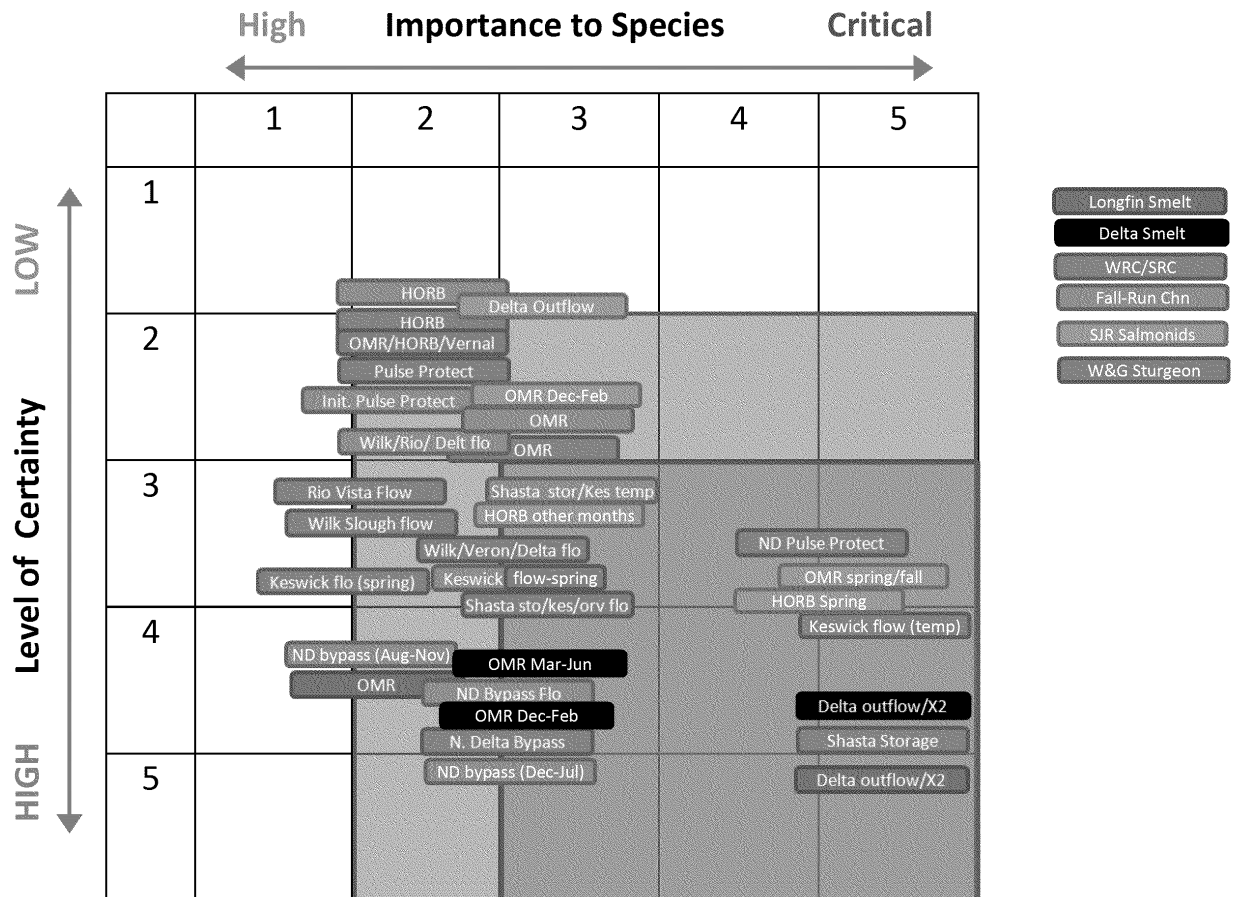 High Importance to Species Critical
1 2 3 4 5
Level of Certainty
LOW
HIGH
1
2
3
4
5
HORB
Delta Outflow
HORB
OMR/HORB/Vernal
Pulse Protect
Init. Pulse Protect
OMR Dec-Feb
OMR
Wilk/Rio/ Delt flo
OMR
Rio Vista Flow
Shasta stor/Kes temp
Wilk Slough flow
HORB other months
Wilk/Veron/Delta flo
ND Pulse Protect
Keswick flo (spring)
Keswick flow-spring
OMR spring/fall
Shasta sto/kes/orv flo
HORB Spring
Keswick flow (temp)
ND bypass (Aug-Nov)
OMR Mar-Jun
OMR
ND Bypass Flo
OMR Dec-Feb
Delta outflow/X2
N. Delta Bypass
Shasta Storage
ND bypass (Dec-Jul)
Delta outflow/X2
Longfin Smelt
Delta Smelt
WRC/SRC
Fall-Run Chn
SJR Salmonids
W&G Sturgeon